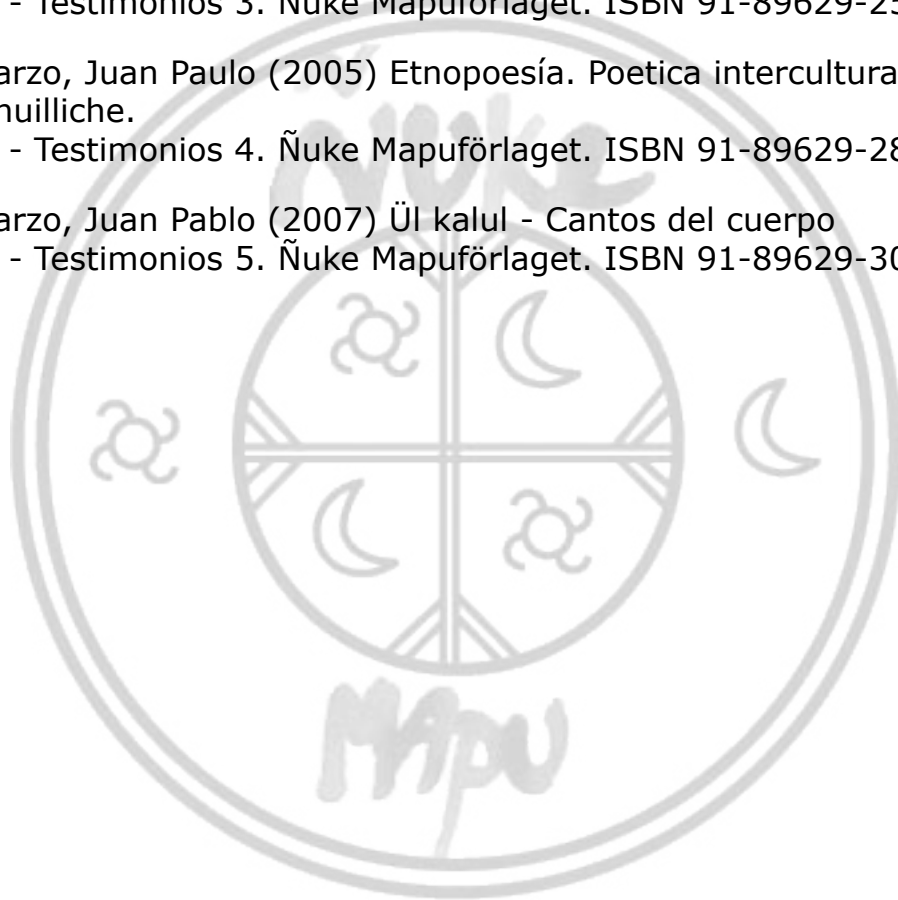 - Testimonios 3. Ñuke Mapuförlaget. ISBN 91-89629-25
arzo, Juan Paulo (2005) Etnopoesía. Poetica intercultura
huilliche.
- Testimonios 4. Ñuke Mapuförlaget. ISBN 91-89629-28
arzo, Juan Pablo (2007) Ül kalul - Cantos del cuerpo
- Testimonios 5. Ñuke Mapuförlaget. ISBN 91-89629-30
Ñuke
MApu